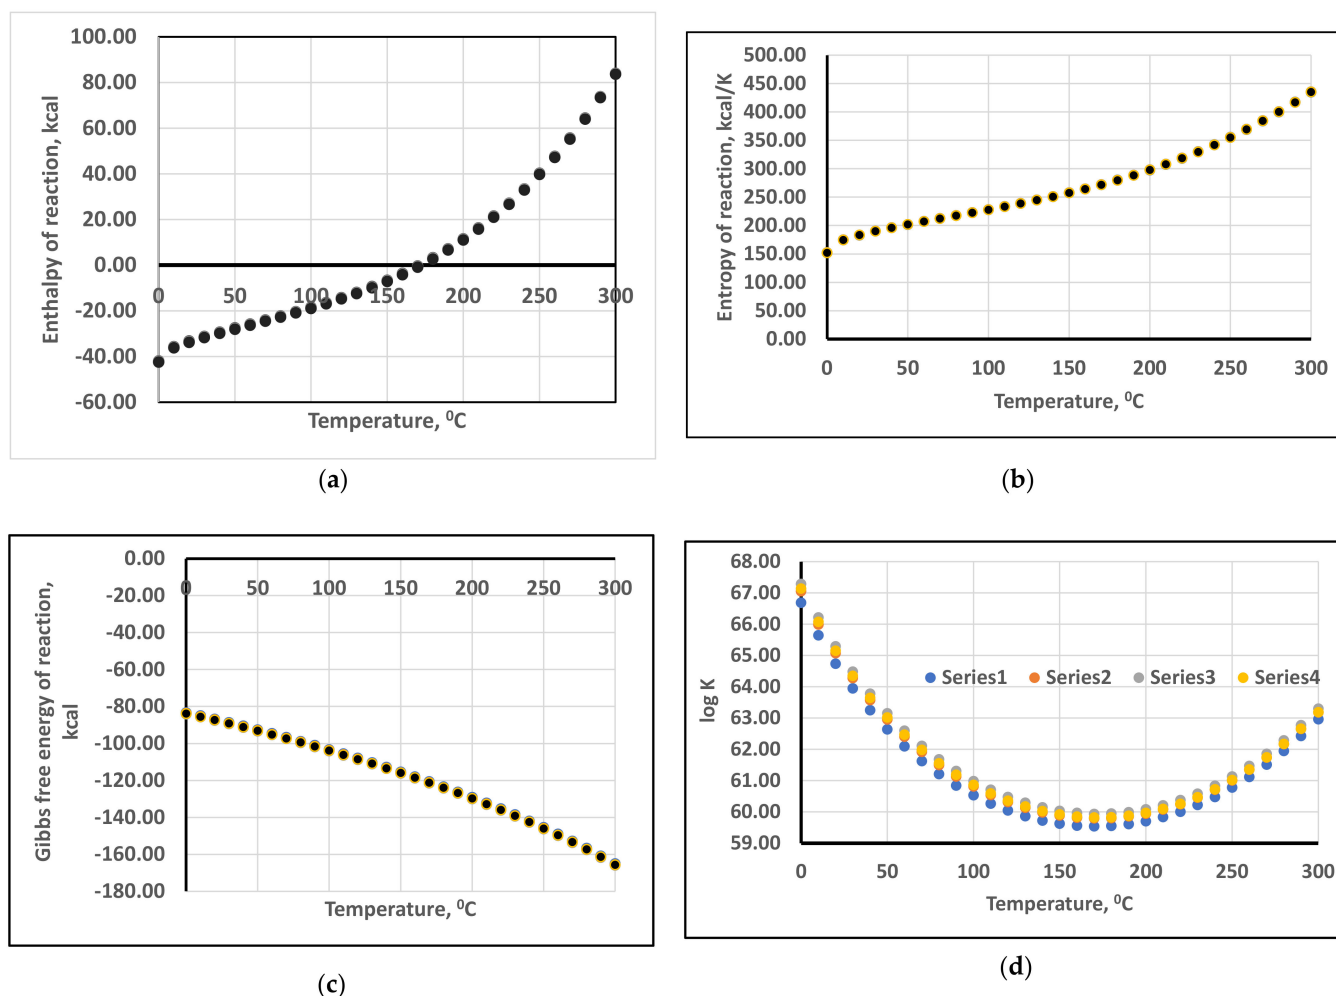 100.00
80.00
60.00
40.00
20.00
0.00
-20.00
-40.00
-60.00
Enthalpy of reaction, kcal
0 50 100 150 200 250 300
Temperature, ⁰C
(a)
500.00
450.00
400.00
350.00
300.00
250.00
200.00
150.00
100.00
50.00
0.00
Entropy of reaction, kcal/K
0 50 100 150 200 250 300
Temperature, ⁰C
(b)
0.00
-20.00
-40.00
-60.00
-80.00
-100.00
-120.00
-140.00
-160.00
-180.00
Gibbs free energy of reaction,
kcal
0 50 100 150 200 250 300
Temperature, ⁰C
(c)
68.00
67.00
66.00
65.00
64.00
63.00
62.00
61.00
60.00
59.00
log K
Series1 Series2 Series3 Series4
0 50 100 150 200 250 300
Temperature, ⁰C
(d)